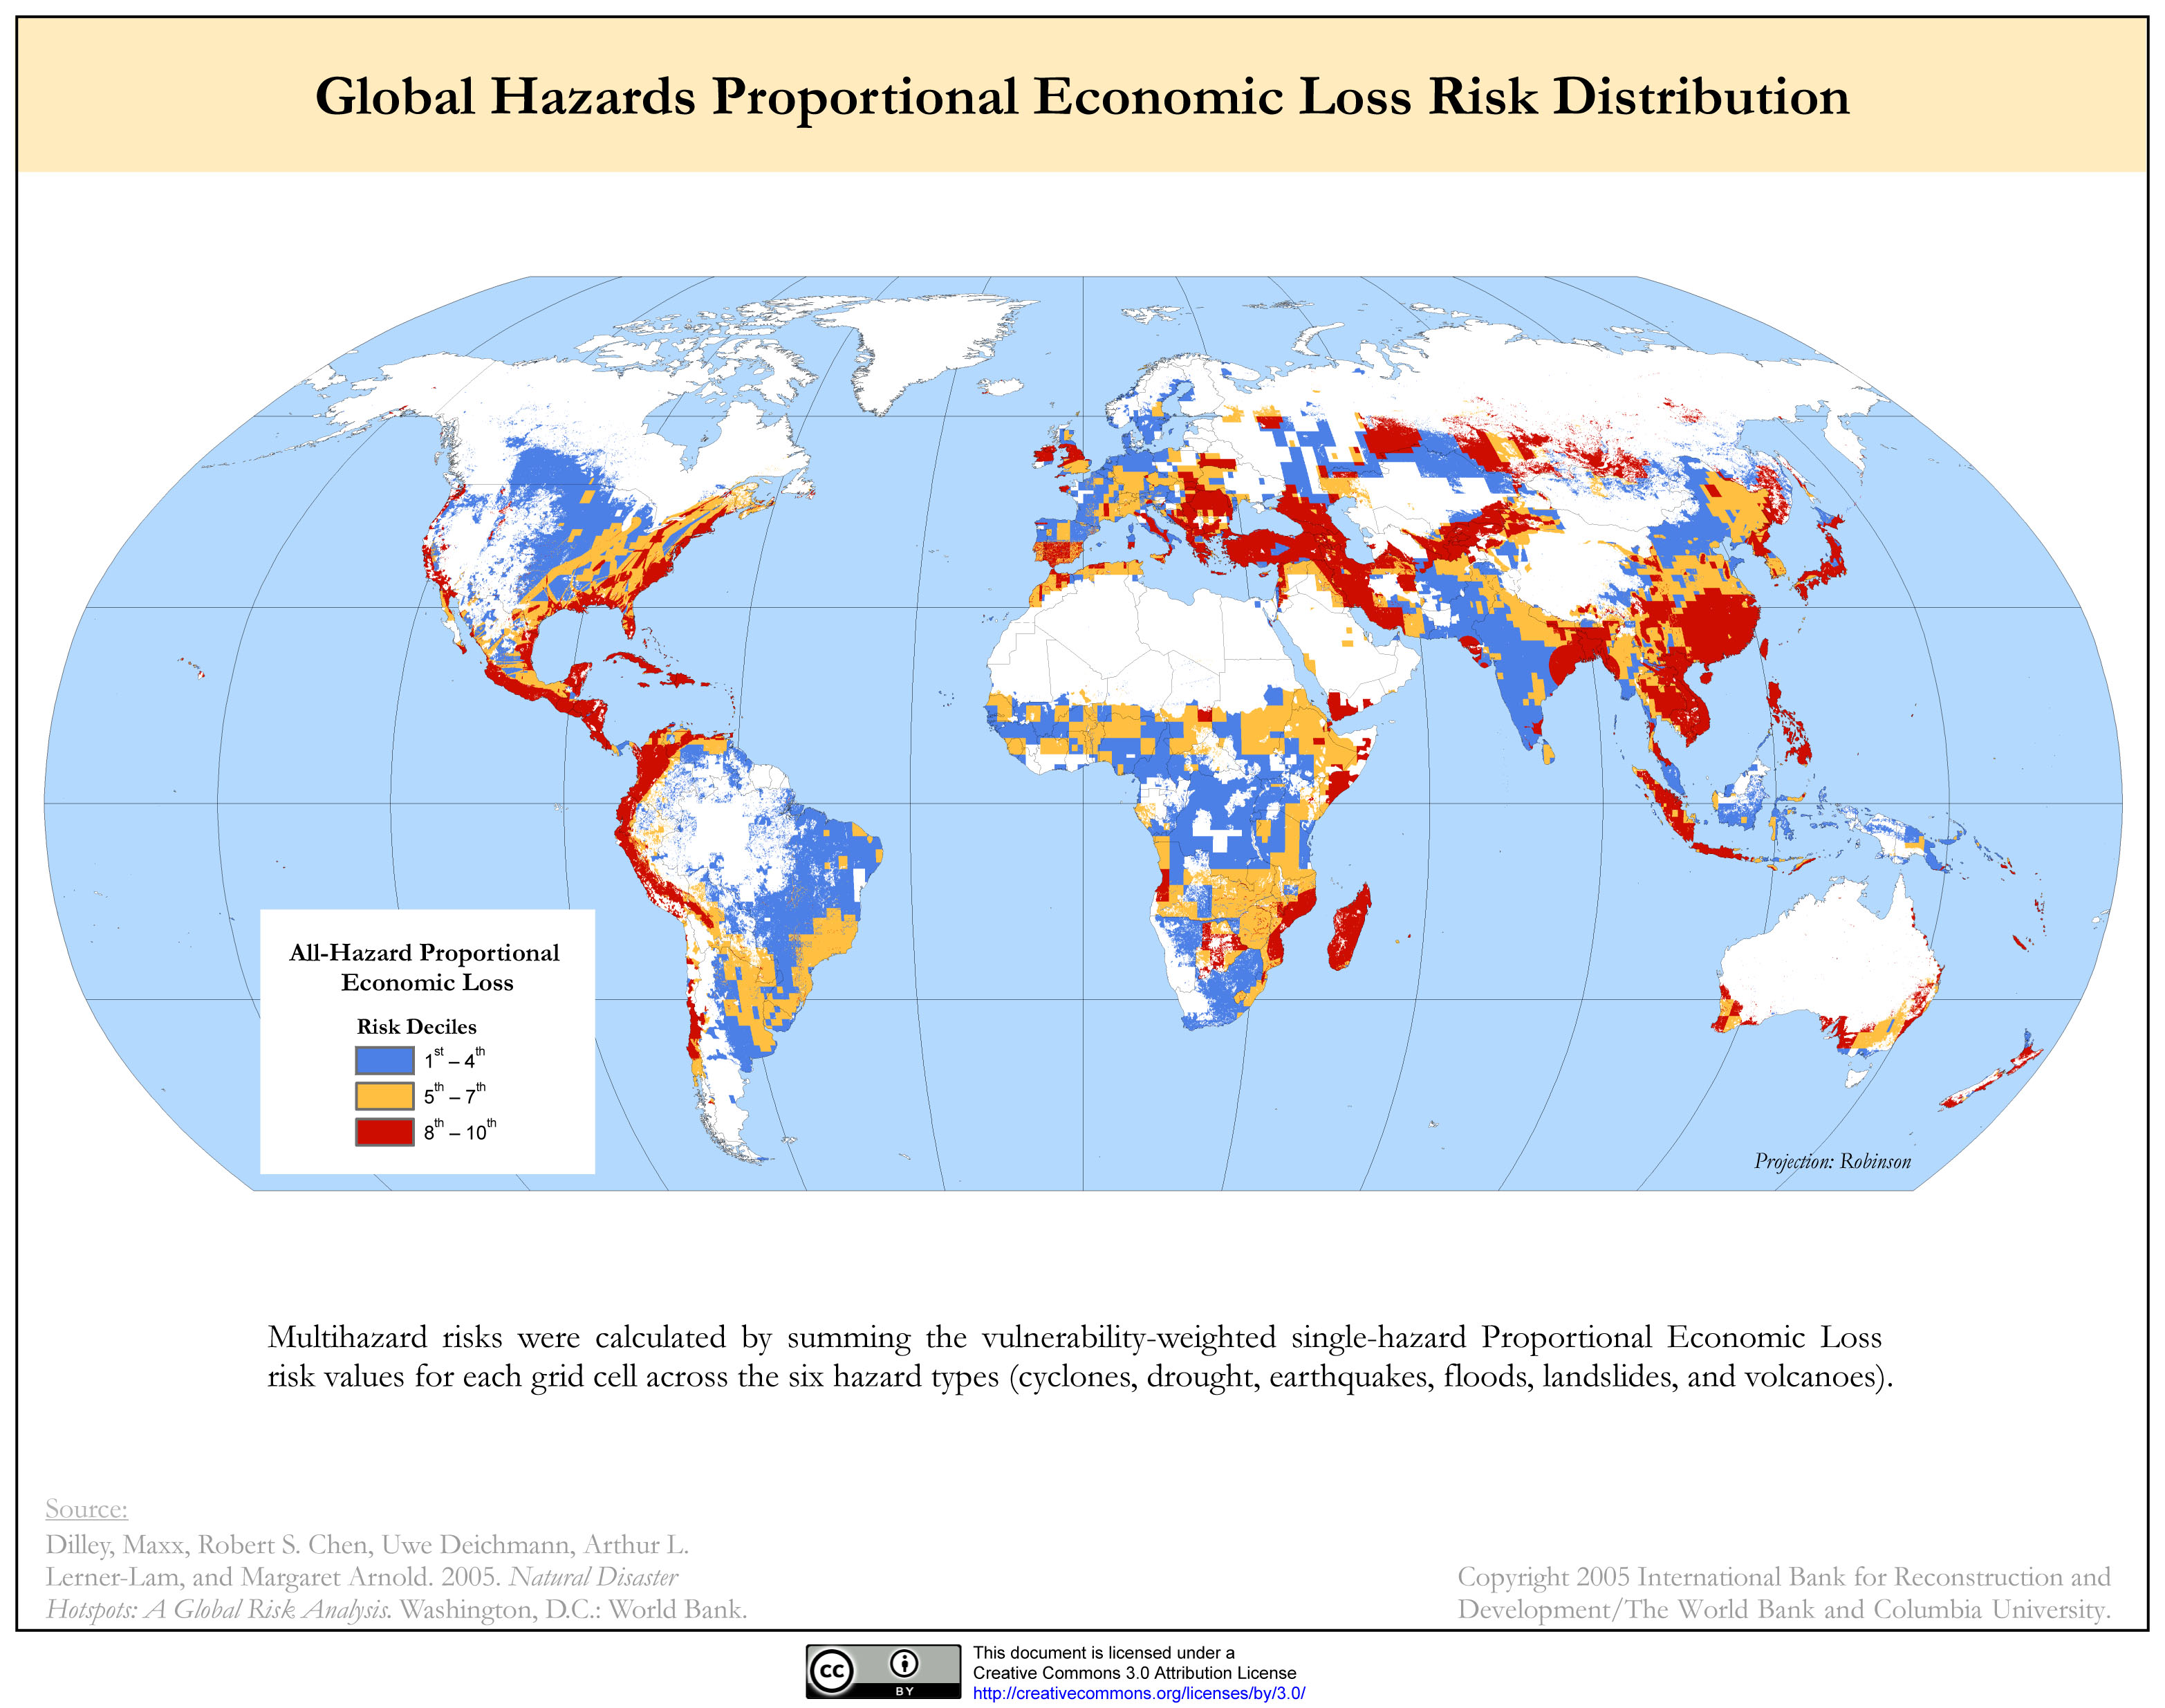 Global Hazards Proportional Economic Loss Risk Distribution
All-Hazard Proportional
Economic Loss
Risk Deciles
1st – 4th
5th – 7th
8th – 10th
Projection: Robinson
Multihazard risks were calculated by summing the vulnerability-weighted single-hazard Proportional Economic Loss
risk values for each grid cell across the six hazard types (cyclones, drought, earthquakes, floods, landslides, and volcanoes).
Source:
Dilley, Maxx, Robert S. Chen, Uwe Deichmann, Arthur L.
Lerner-Lam, and Margaret Arnold. 2005. Natural Disaster
Hotspots: A Global Risk Analysis. Washington, D.C.: World Bank.
Copyright 2005 International Bank for Reconstruction and
Development/The World Bank and Columbia University.
cc
BY
This document is licensed under a
Creative Commons 3.0 Attribution License
http://creativecommons.org/licenses/by/3.0/